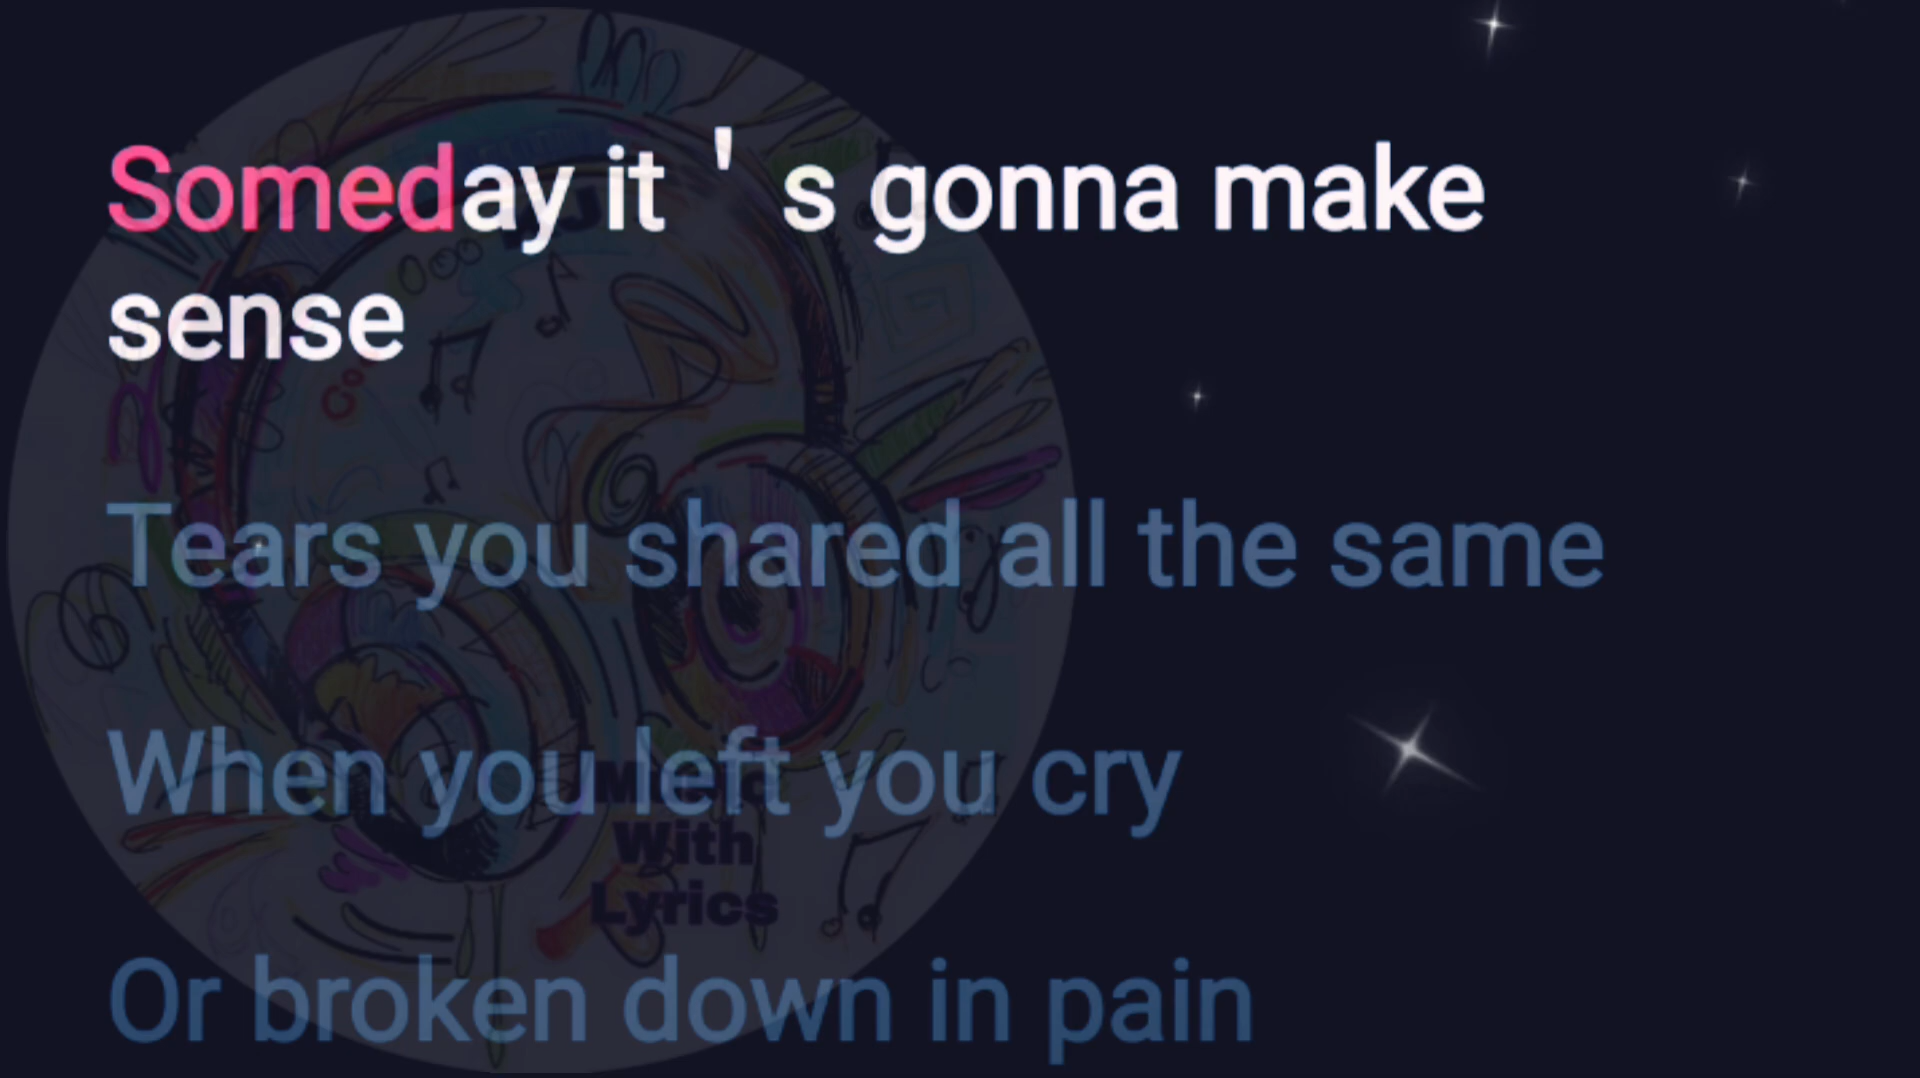 Someday it ' s gonna make
sense
Tears you shared all the same
When you left you cry
Music
With
Lyrics
Or broken down in pain